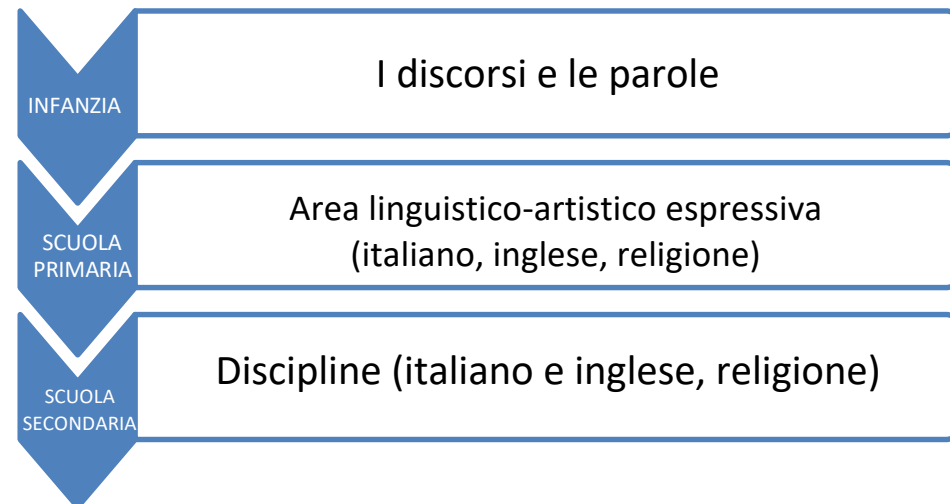 INFANZIA
I discorsi e le parole
SCUOLA
PRIMARIA
Area linguistico-artistico espressiva
(italiano, inglese, religione)
SCUOLA
SECONDARIA
Discipline (italiano e inglese, religione)